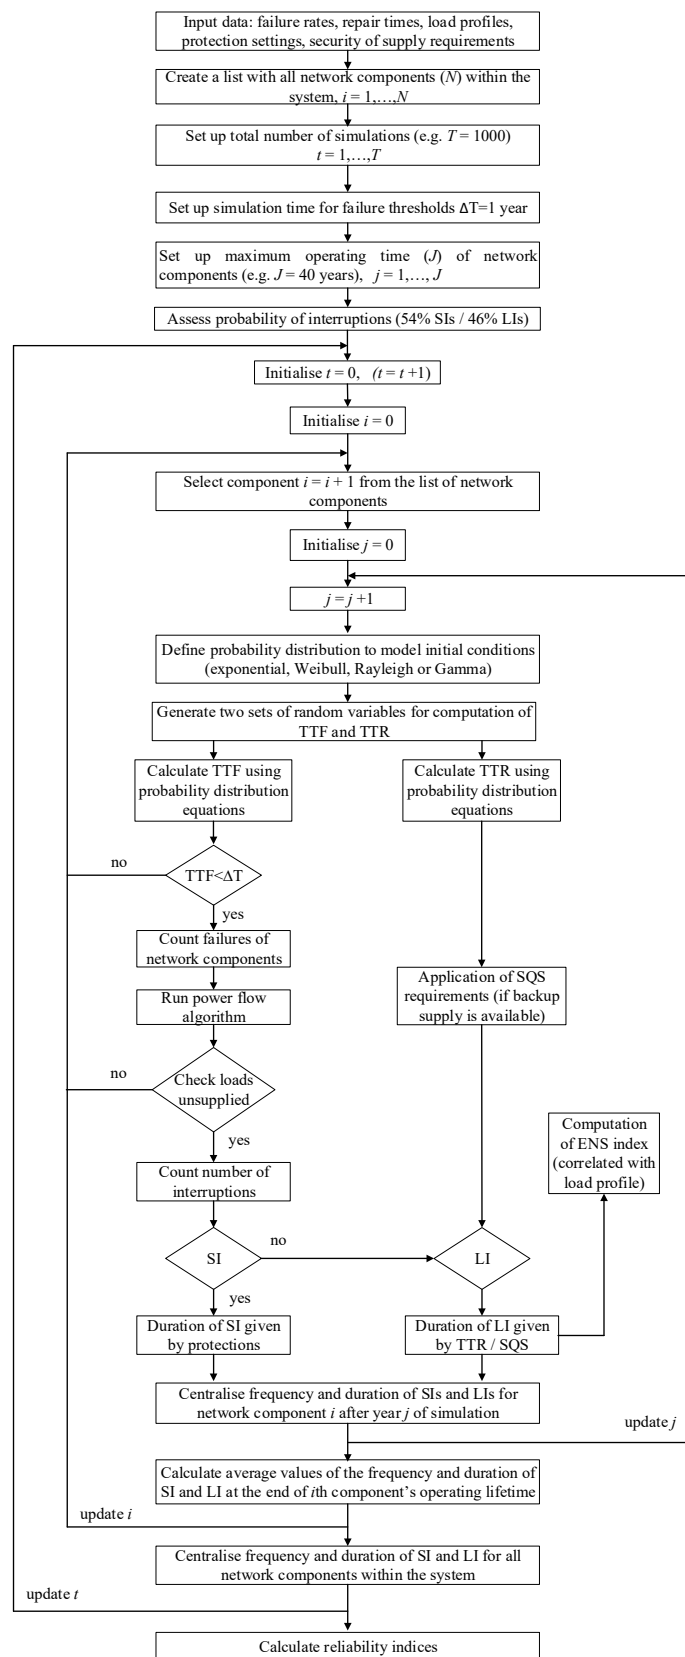 Input data: failure rates, repair times, load profiles,
protection settings, security of supply requirements
Create a list with all network components (N) within the
system, i = 1,…,N
Set up total number of simulations (e.g. T = 1000)
t = 1,…,T
Set up simulation time for failure thresholds ΔT=1 year
Set up maximum operating time (J) of network
components (e.g. J = 40 years), j = 1,…, J
Assess probability of interruptions (54% SIs / 46% LIs)
Initialise t = 0, (t = t +1)
Initialise i = 0
Select component i = i + 1 from the list of network
components
Initialise j = 0
j = j +1
Define probability distribution to model initial conditions
(exponential, Weibull, Rayleigh or Gamma)
Generate two sets of random variables for computation of
TTF and TTR
Calculate TTF using
probability distribution
equations
Calculate TTR using
probability distribution
equations
no
TTF<ΔT
yes
Count failures of
network components
Application of SQS
requirements (if backup
supply is available)
Run power flow
algorithm
no
Check loads
unsupplied
yes
Computation
of ENS index
(correlated with
load profile)
Count number of
interruptions
SI
no
LI
yes
Duration of SI given
by protections
Duration of LI given
by TTR / SQS
Centralise frequency and duration of SIs and LIs for
network component i after year j of simulation
update j
Calculate average values of the frequency and duration of
SI and LI at the end of ith component’s operating lifetime
update i
Centralise frequency and duration of SI and LI for all
network components within the system
update t
Calculate reliability indices